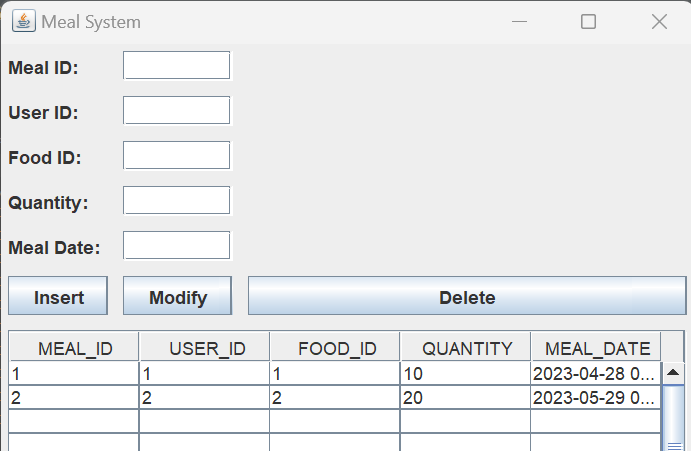 Meal System
Meal ID:
User ID:
Food ID:
Quantity:
Meal Date:
Insert Modify Delete
MEAL_ID USER_ID FOOD_ID QUANTITY MEAL_DATE
1 1 1 10 2023-04-28 0...
2 2 2 20 2023-05-29 0...